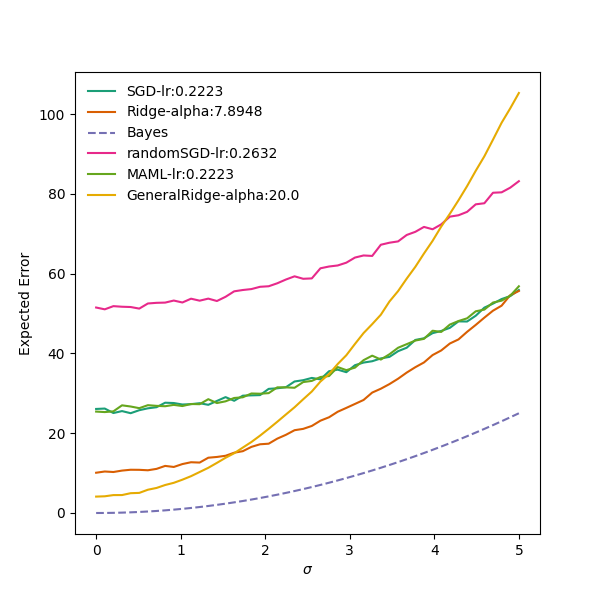 SGD-lr:0.2223
Ridge-alpha:7.8948
Bayes
randomSGD-lr:0.2632
MAML-lr:0.2223
GeneralRidge-alpha:20.0
Expected Error
100
80
60
40
20
0
0 1 2 3 4 5
σ